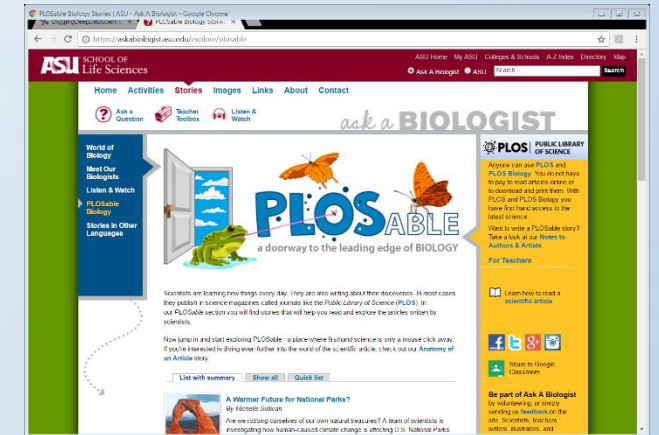 PLOSable Biology Stories | ASU - Ask A Biologist - Google Chrome
PLOSable Biology Stories
https://askabiologist.asu.edu/explore/plosable
ASU Home My ASU Colleges & Schools A-Z Index Directory Map
ASU SCHOOL OF
Life Sciences
Ask A Biologist ASU Search Search
Home Activities Stories Images Links About Contact
Ask a
Question
Teacher
Toolbox
Listen &
Watch
ask a BIOLOGIST
World of
Biology
Meet Our
Biologists
Listen & Watch
PLOSable
Biology
Stories in Other
Languages
PLOSABLE
a doorway to the leading edge of BIOLOGY
PLOS PUBLIC LIBRARY
OF SCIENCE
Anyone can use PLOS and
PLOS Biology. You do not have
to pay to read articles online or
to download and print them. With
PLOS and PLOS Biology you
have first hand access to the
latest science.
Want to write a PLOSable story?
Take a look at our Notes to
Authors & Artists.
For Teachers
Learn how to read a
scientific article.
Share to Google
Classroom
Be part of Ask A Biologist
by volunteering, or simply
sending us feedback on the
site. Scientists, teachers,
writers, illustrators, and
Scientists are learning new things every day. They are also writing about their discoveries. In most cases
they publish in science magazines called journals like the Public Library of Science (PLOS). In
our PLOSable section you will find stories that will help you read and explore the articles written by
scientists.
Now jump in and start exploring PLOSable - a place where firsthand science is only a mouse click away.
If you're interested in diving even further into the world of the scientific article, check out our Anatomy of
an Article story.
List with summary Show all Quick list
A Warmer Future for National Parks?
By Michelle Sullivan
Are we robbing ourselves of our own natural treasures? A team of scientists is
investigating how human-caused climate change is affecting U.S. National Parks